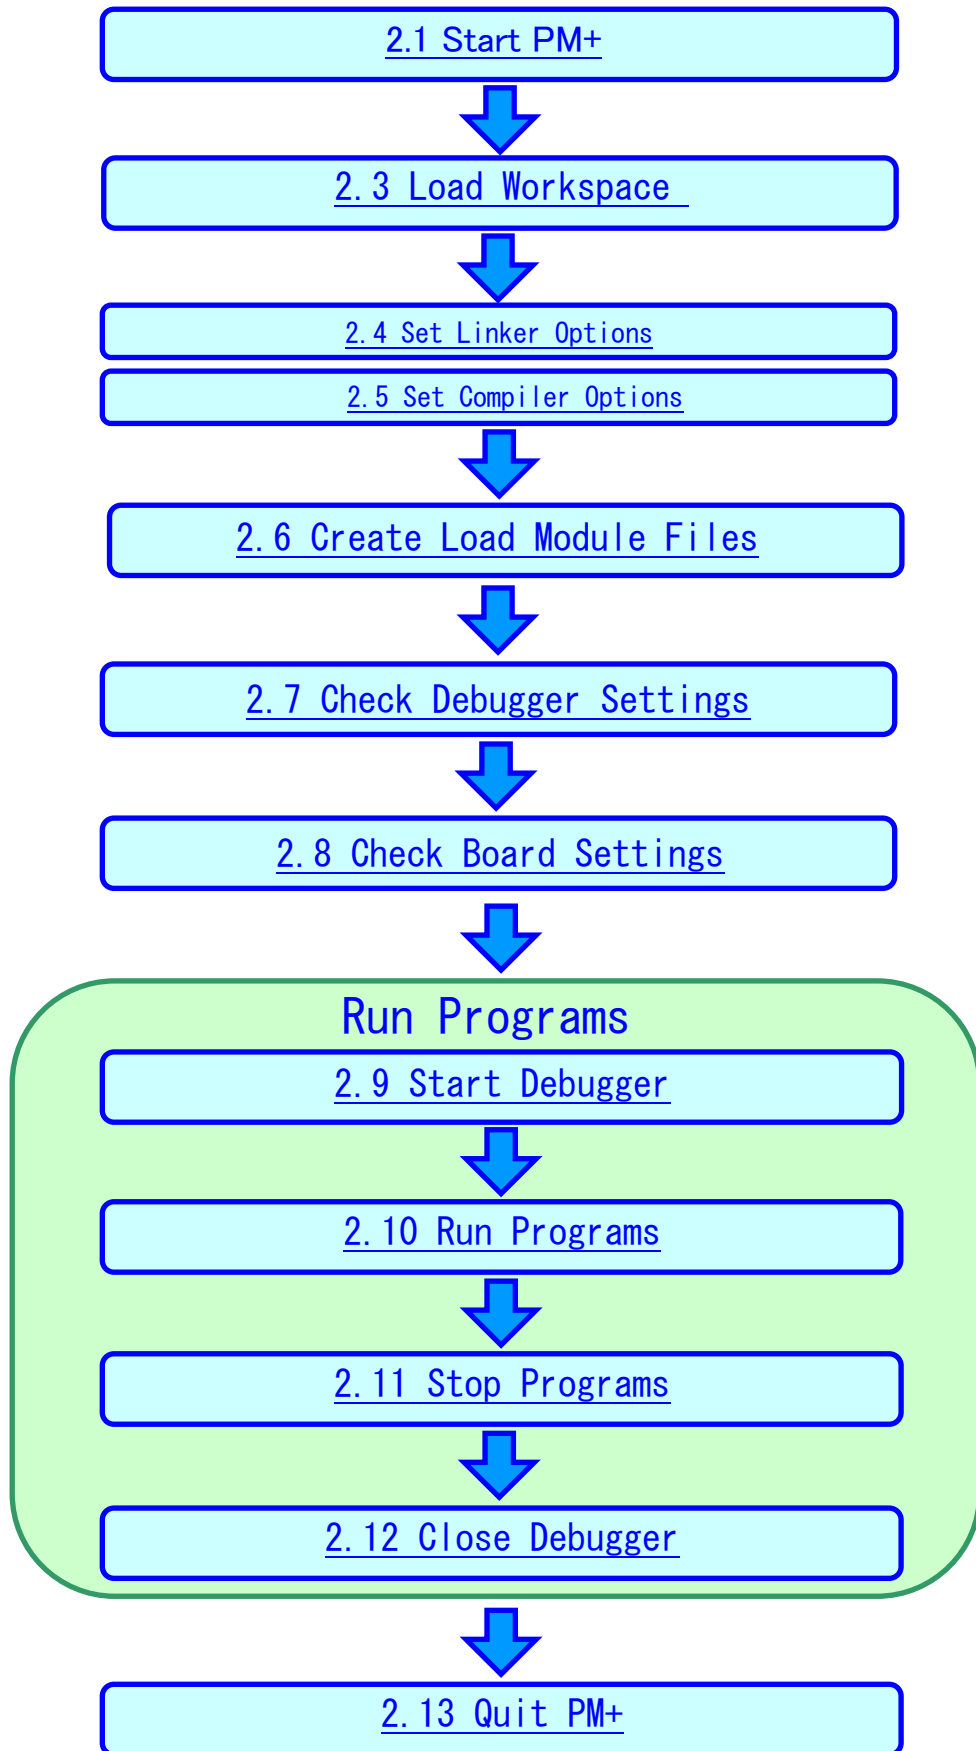 2.1 Start PM+
2.3 Load Workspace
2.4 Set Linker Options
2.5 Set Compiler Options
2.6 Create Load Module Files
2.7 Check Debugger Settings
2.8 Check Board Settings
Run Programs
2.9 Start Debugger
2.10 Run Programs
2.11 Stop Programs
2.12 Close Debugger
2.13 Quit PM+